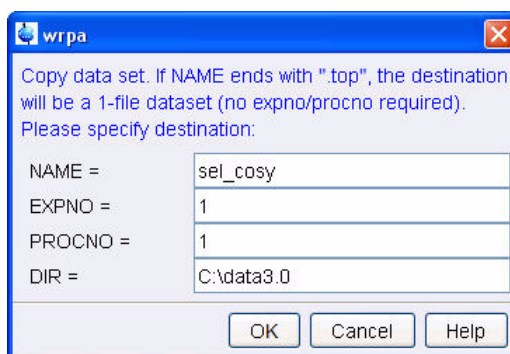 wrpa
Copy data set. If NAME ends with ".top", the destination
will be a 1-file dataset (no expno/procno required).
Please specify destination:
NAME = sel_cosy
EXPNO = 1
PROCNO = 1
DIR = C:\data3.0
OK Cancel Help